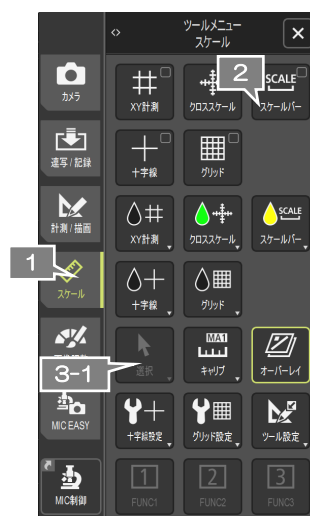 ツールメニュー
スケール
カメラ
XY計測
クロススケール
SCALE
スケールバー
2
連写/記録
十字線
グリッド
計測/描画
XY計測
クロススケール
SCALE
スケールバー
1
スケール
十字線
グリッド
3-1
選択
MA1
キャリブ
オーバーレイ
MIC EASY
十字線設定
グリッド設定
ツール設定
MIC制御
1
FUNC1
2
FUNC2
3
FUNC3